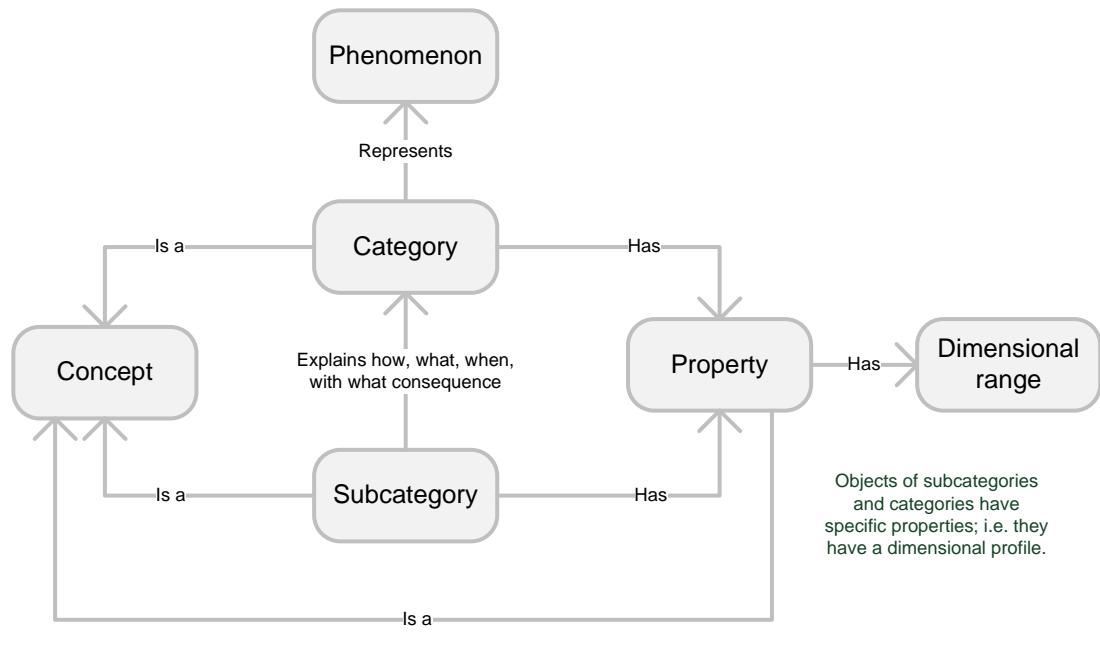 Phenomenon
Represents
Is a
Category
Has
Explains how, what, when,
with what consequence
Concept
Property
Has
Dimensional
range
Is a
Subcategory
Has
Objects of subcategories
and categories have
specific properties; i.e. they
have a dimensional profile.
Is a